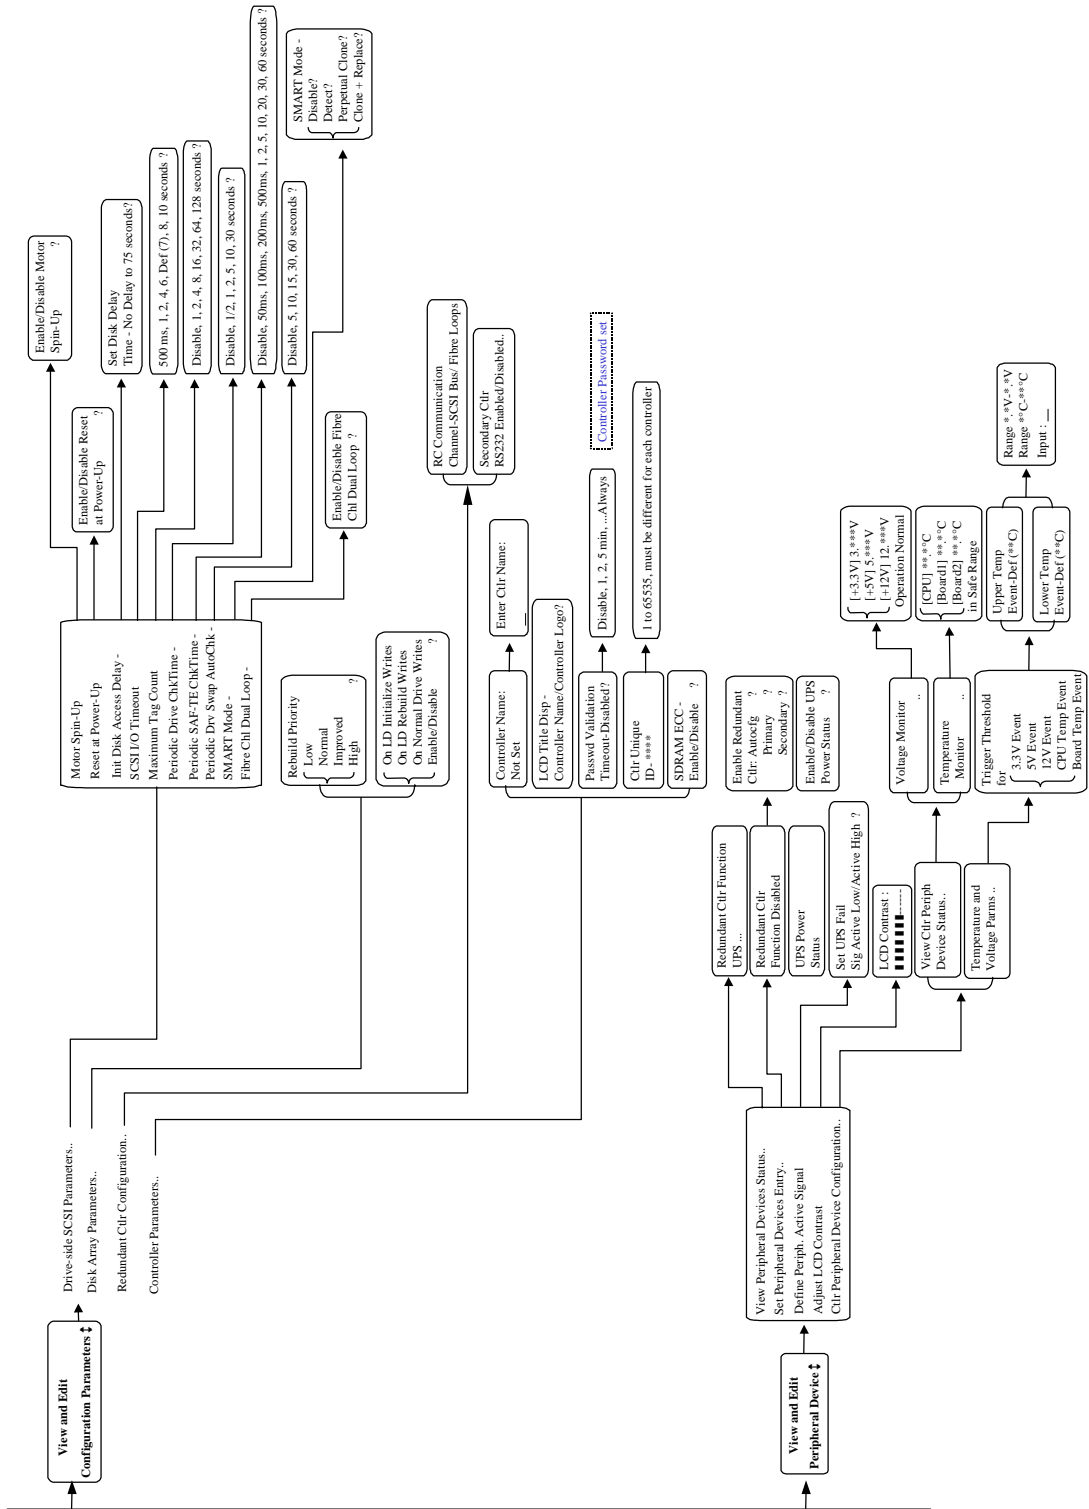 View and Edit
Configuration Parameters
Drive-side SCSI Parameters..
Disk Array Parameters..
Redundant Ctlr Configuration..
Controller Parameters..
Motor Spin-Up
Reset at Power-Up
Init Disk Access Delay -
SCSI I/O Timeout
Maximum Tag Count
Periodic Drive ChkTime -
Periodic SAF-TE ChkTime -
Periodic Drv Swap AutoChk -
SMART Mode -
Fibre Chl Dual Loop -
Enable/Disable Motor
Spin-Up ?
Enable/Disable Reset
at Power-Up ?
Set Disk Delay
Time - No Delay to 75 seconds?
500 ms, 1, 2, 4, 6, Def (7), 8, 10 seconds ?
Disable, 1, 2, 4, 8, 16, 32, 64, 128 seconds ?
Disable, 1/2, 1, 2, 5, 10, 30 seconds ?
Disable, 50ms, 100ms, 200ms, 500ms, 1, 2, 5, 10, 20, 30, 60 seconds ?
Disable, 5, 10, 15, 30, 60 seconds ?
SMART Mode -
Disable?
Detect?
Perpetual Clone?
Clone + Replace?
Enable/Disable Fibre
Chl Dual Loop ?
Rebuild Priority
Low
Normal
Improved
High ?
On LD Initialize Writes
On LD Rebuild Writes
On Normal Drive Writes
Enable/Disable ?
RC Communication
Channel-SCSI Bus/ Fibre Loops
Secondary Ctlr
RS232 Enabled/Disabled..
Controller Name:
Not Set
Enter Ctlr Name:
__
LCD Title Disp -
Controller Name/Controller Logo?
Passwd Validation
Timeout-Disabled?
Disable, 1, 2, 5 min, ...Always
Controller Password set
Ctlr Unique
ID- ****
1 to 65535, must be different for each controller
SDRAM ECC -
Enable/Disable ?
View and Edit
Peripheral Device
View Peripheral Devices Status..
Set Peripheral Devices Entry..
Define Periph. Active Signal
Adjust LCD Contrast
Ctlr Peripheral Device Configuration..
Redundant Ctlr Function
UPS ...
Redundant Ctlr
Function Disabled
Enable Redundant
Ctlr: Autocfg ?
Primary ?
Secondary ?
UPS Power
Status
Enable/Disable UPS
Power Status ?
Set UPS Fail
Sig Active Low/Active High ?
LCD Contrast :
View Ctlr Periph
Device Status..
Temperature and
Voltage Parms ..
Voltage Monitor ..
Temperature
Monitor ..
[+3.3V] 3.***V
[+5V] 5.***V
[+12V] 12.***V
Operation Normal
[CPU] **.*°C
[Board1] **.*°C
[Board2] **.*°C
in Safe Range
Trigger Threshold
for
3.3V Event
5V Event
12V Event
CPU Temp Event
Board Temp Event
Upper Temp
Event-Def (**C)
Lower Temp
Event-Def (**C)
Range *.*V-*.*V
Range *°C-**°C
Input : __